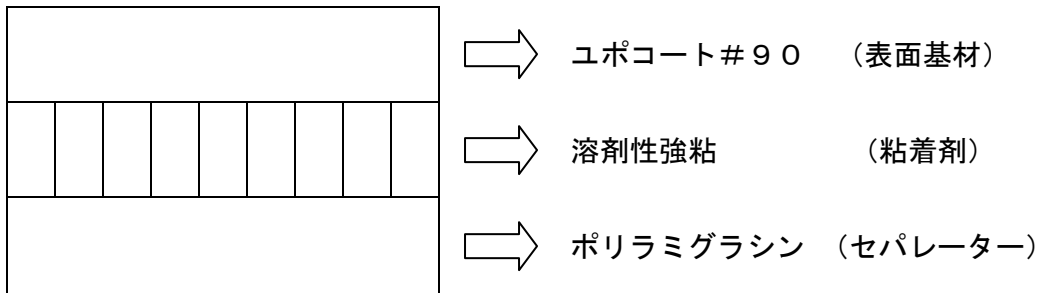 ユポコート＃９０　（表面基材）
溶剤性強粘　（粘着剤）
ポリラミグラシン　（セパレーター）